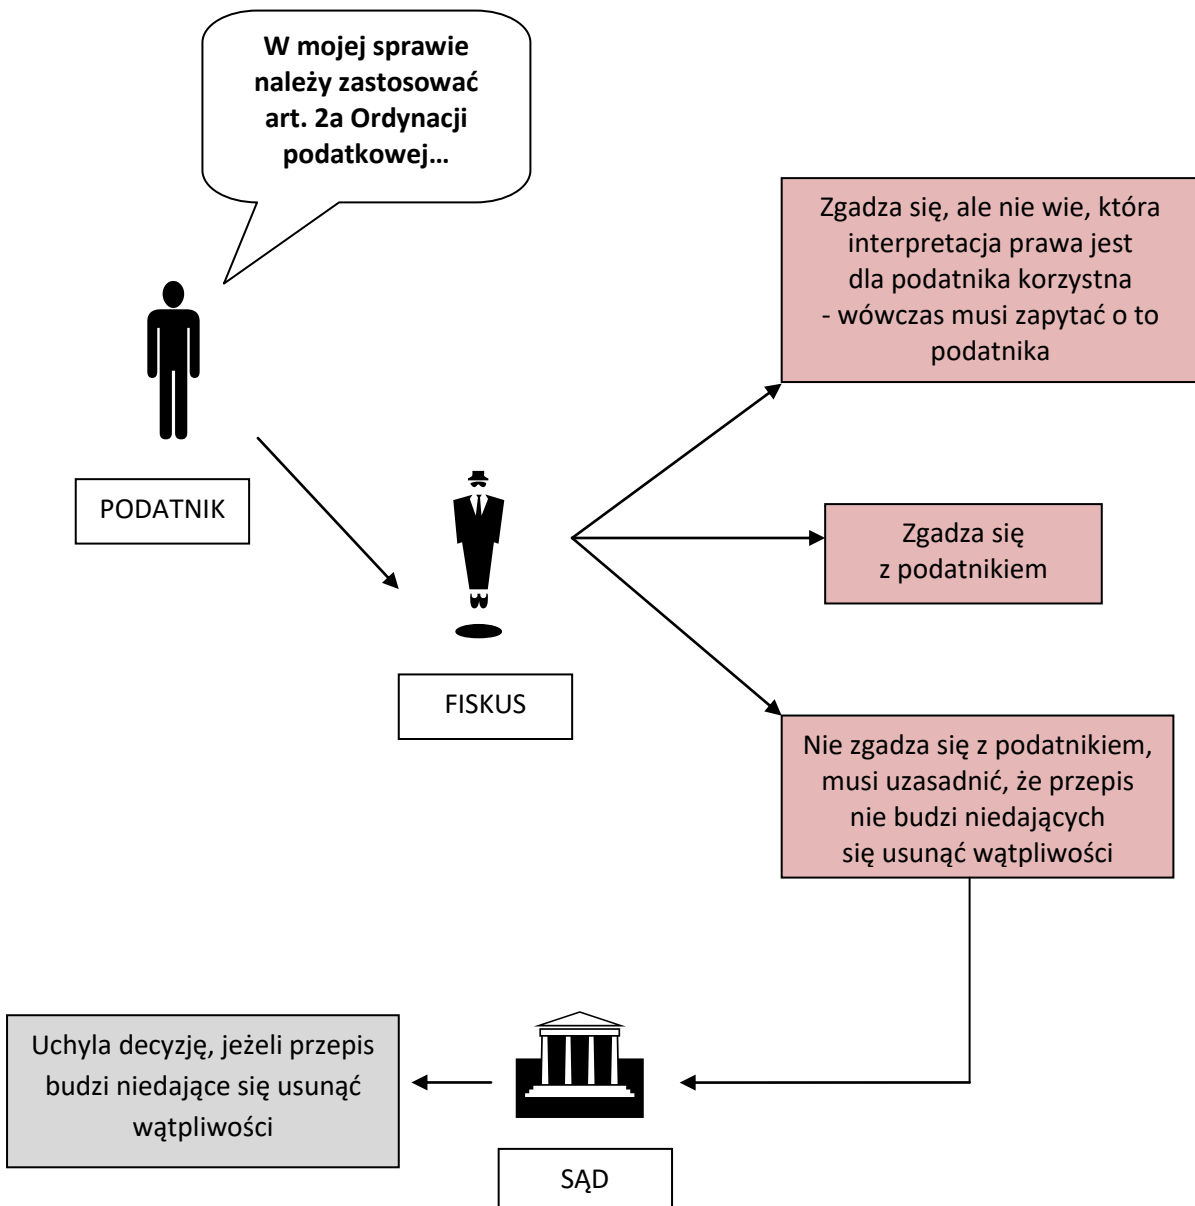 W mojej sprawie
należy zastosować
art. 2a Ordynacji
podatkowej…
Zgadza się, ale nie wie, która
interpretacja prawa jest
dla podatnika korzystna
- wówczas musi zapytać o to
podatnika
PODATNIK
Zgadza się
z podatnikiem
FISKUS
Nie zgadza się z podatnikiem,
musi uzasadnić, że przepis
nie budzi niedających
się usunąć wątpliwości
Uchyla decyzję, jeżeli przepis
budzi niedające się usunąć
wątpliwości
SĄD